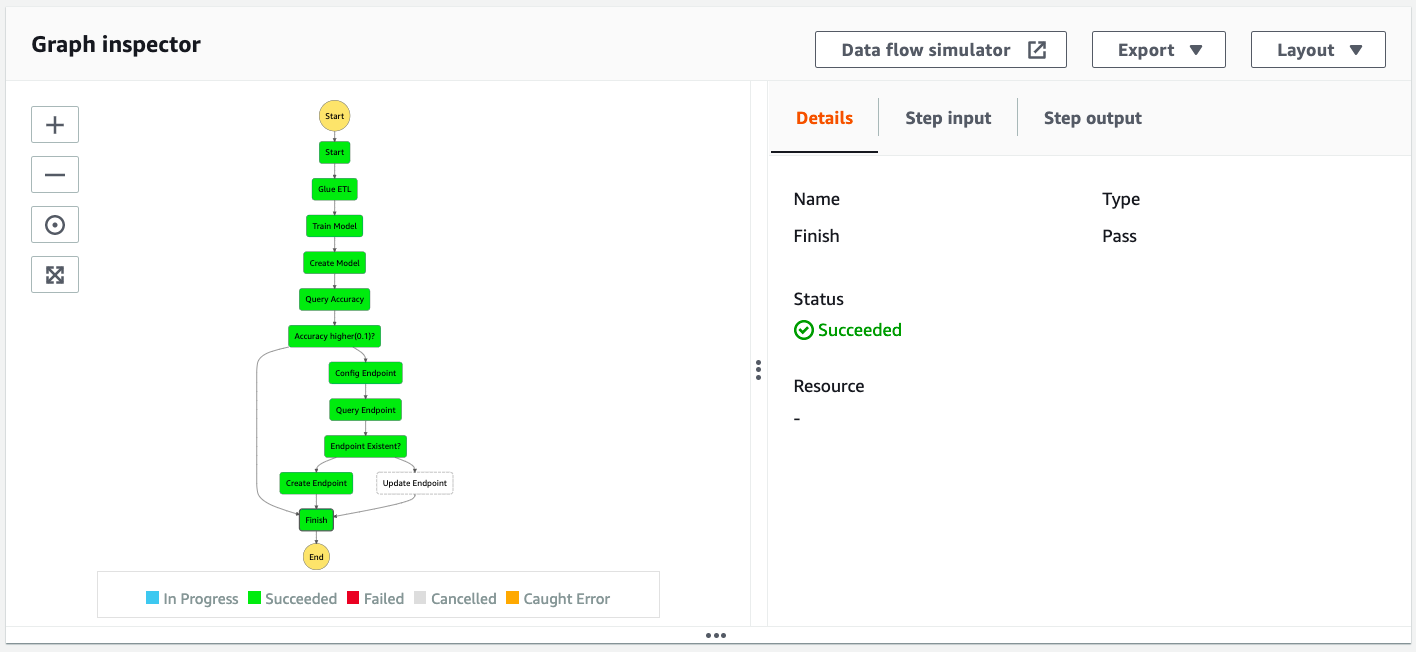 Graph inspector
Data flow simulator
Export
Layout
Start
Start
Glue ETL
Train Model
Create Model
Query Accuracy
Accuracy higher(0.1)?
Config Endpoint
Query Endpoint
Endpoint Existent?
Create Endpoint
Update Endpoint
Finish
End
In Progress Succeeded Failed Cancelled Caught Error
Details Step input Step output
Name Type
Finish Pass
Status
Succeeded
Resource
-